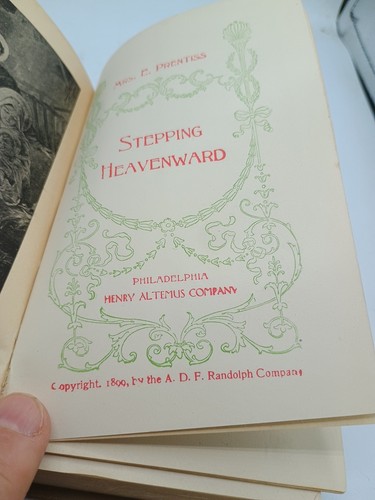 MRS. E. PRENTISS
STEPPING
HEAVENWARD
PHILADELPHIA
HENRY ALTEMUS COMPANY
Copyright, 1899, by the A. D. F. Randolph Company